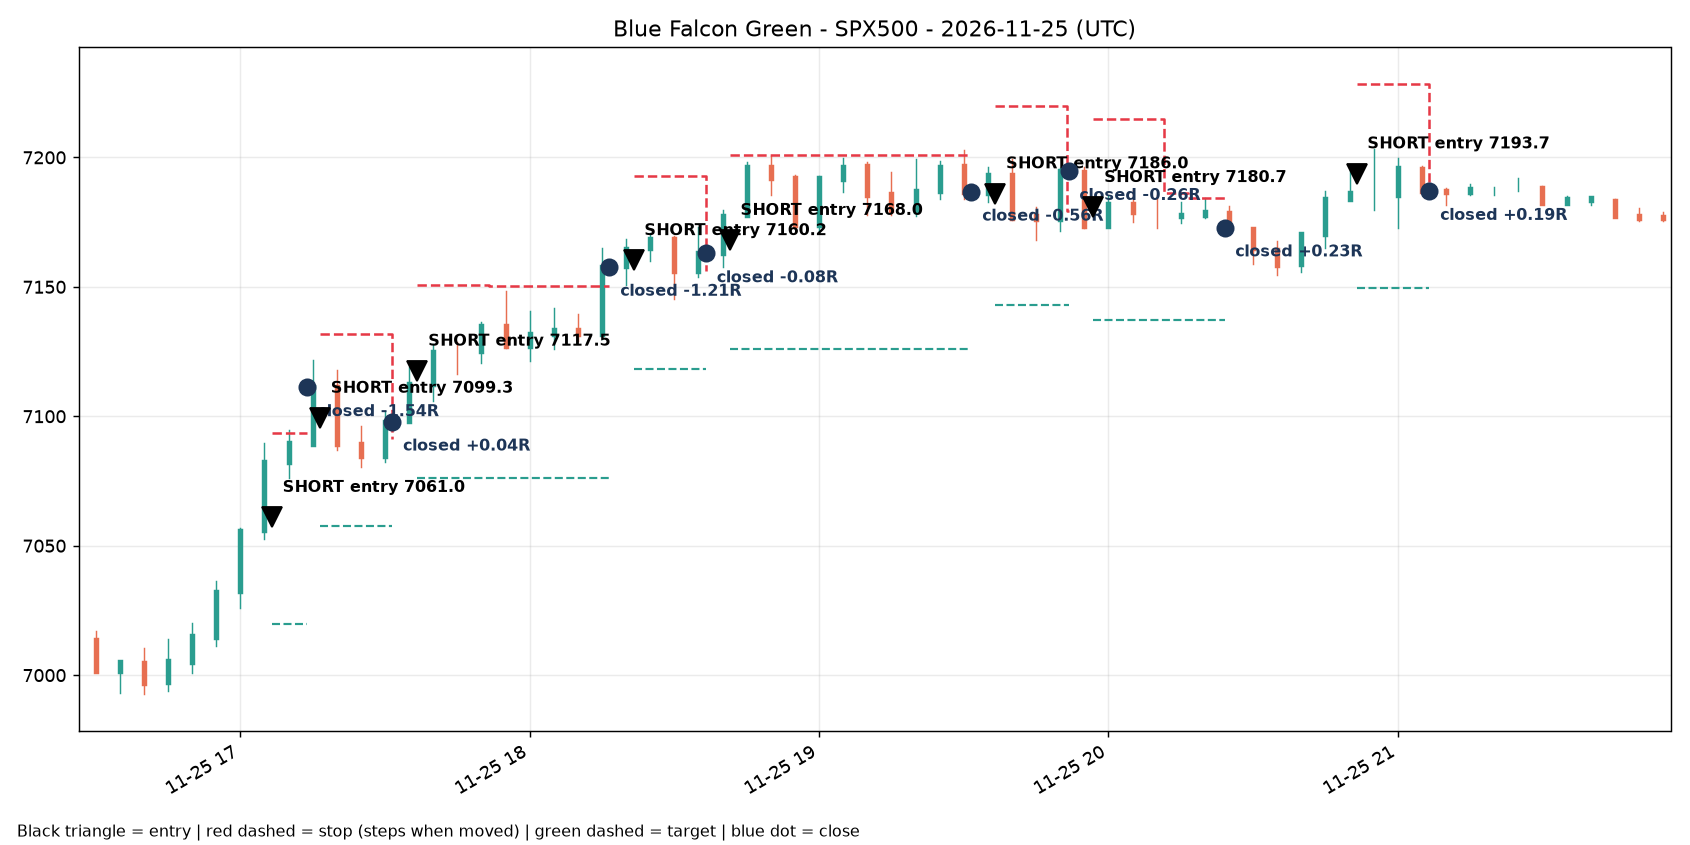 Blue Falcon Green - SPX500 - 2026-11-25 (UTC)
7200
7150
7100
7050
7000
SHORT entry 7193.7
SHORT entry 7186.0
SHORT entry 7180.7
closed -0.26R
SHORT entry 7168.0
closed -0.56R
closed +0.19R
SHORT entry 7160.2
closed +0.23R
closed -0.08R
closed -1.21R
SHORT entry 7117.5
SHORT entry 7099.3
closed -1.54R
closed +0.04R
SHORT entry 7061.0
11-25 17
11-25 18
11-25 19
11-25 20
11-25 21
Black triangle = entry | red dashed = stop (steps when moved) | green dashed = target | blue dot = close